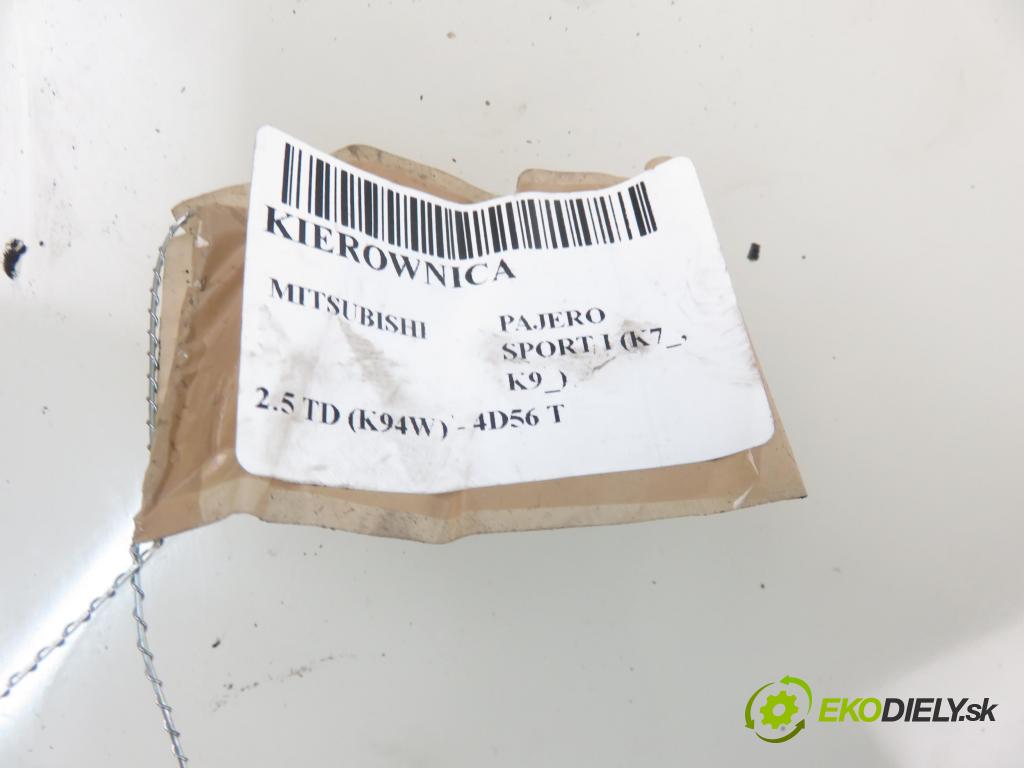 KIEROWNICA
MITSUBISHI
PAJERO
SPORT I (K7_,
K9_)
2.5 TD (K94W) - 4D56 T
EKODIELY.sk